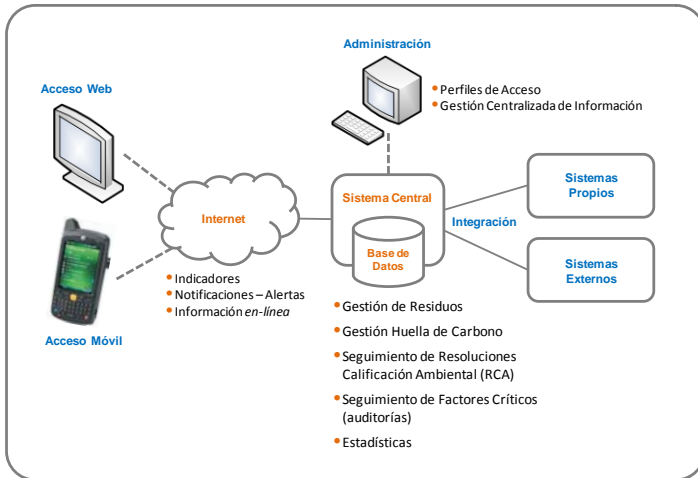 Administración
• Perfiles de Acceso
• Gestión Centralizada de Información
Acceso Web
Acceso Móvil
Internet
• Indicadores
• Notificaciones – Alertas
• Información en-línea
Sistema Central
Base de
Datos
Integración
Sistemas
Propios
Sistemas
Externos
• Gestión de Residuos
• Gestión Huella de Carbono
• Seguimiento de Resoluciones
Calificación Ambiental (RCA)
• Seguimiento de Factores Críticos
(auditorías)
• Estadísticas